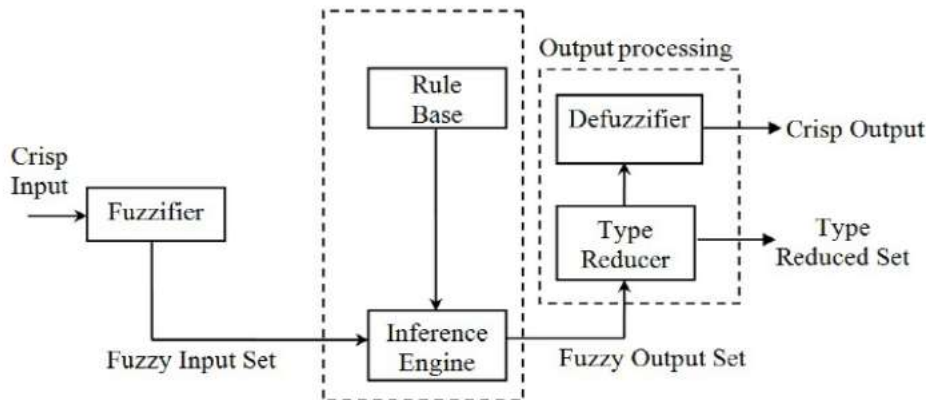 Output processing
Rule
Base
Defuzzifier
Crisp Output
Crisp
Input
Fuzzifier
Type
Reducer
Type
Reduced Set
Inference
Engine
Fuzzy Input Set
Fuzzy Output Set